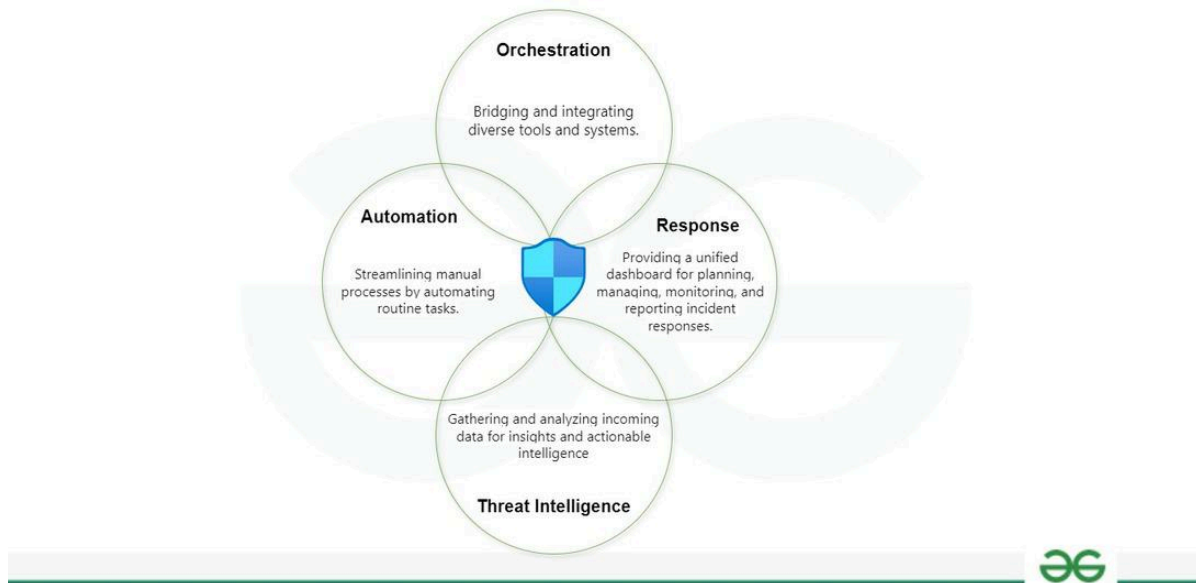 Orchestration
Bridging and integrating
diverse tools and systems.
Automation
Streamlining manual
processes by automating
routine tasks.
Response
Providing a unified
dashboard for planning,
managing, monitoring, and
reporting incident
responses.
Gathering and analyzing incoming
data for insights and actionable
intelligence
Threat Intelligence